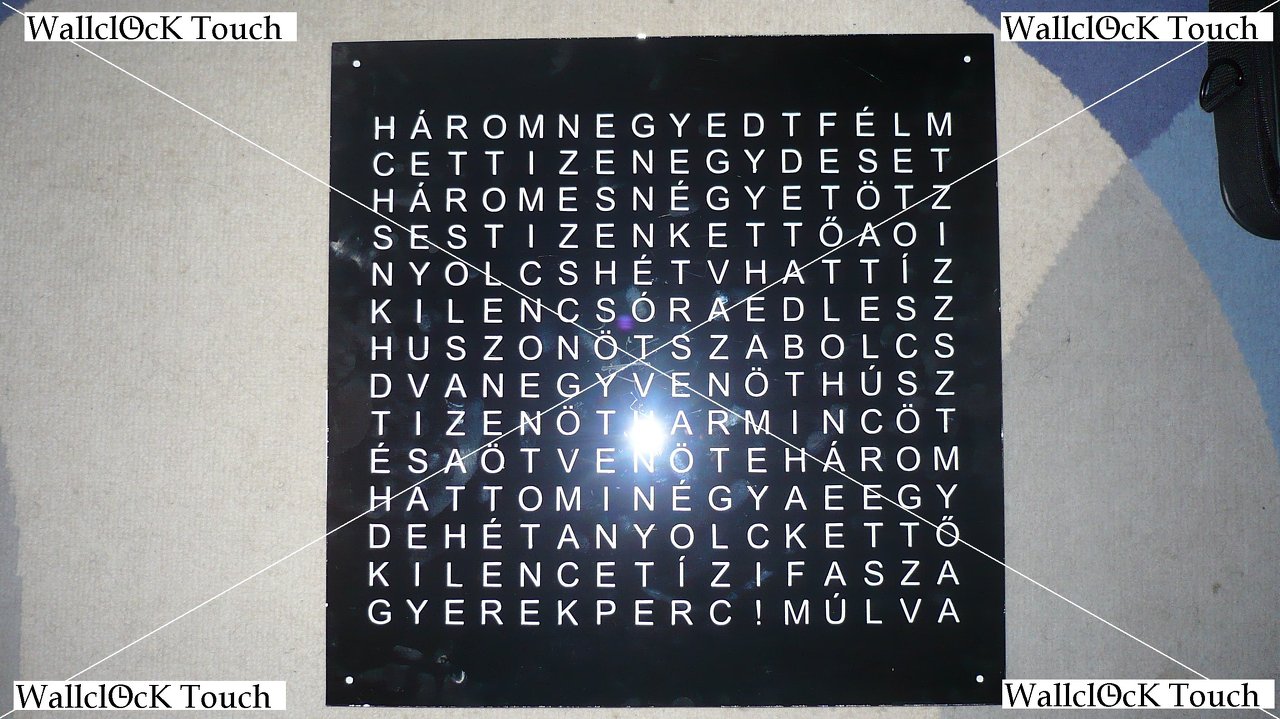 WallclOcK Touch
WallclOcK Touch
HÁROMNEGYEDTFÉLM
CETTIZENEGYDESET
HÁROMESNÉGYETÖTZ
SESTIZENKETTŐAOI
NYOLCSHÉTVHATTÍZ
KILENCSÓRAEDLESZ
HUSZONÖTSZABOLCS
DVANEGYVENÖTHÚSZ
TIZENÖTHARMINCÖT
ÉSAÖTVENÖTEHÁROM
HATTOMINÉGYAEEGY
DEHÉTANYOLCKETTŐ
KILENCETÍZIFASZA
GYEREKPERC!MÚLVA
WallclOcK Touch
WallclOcK Touch